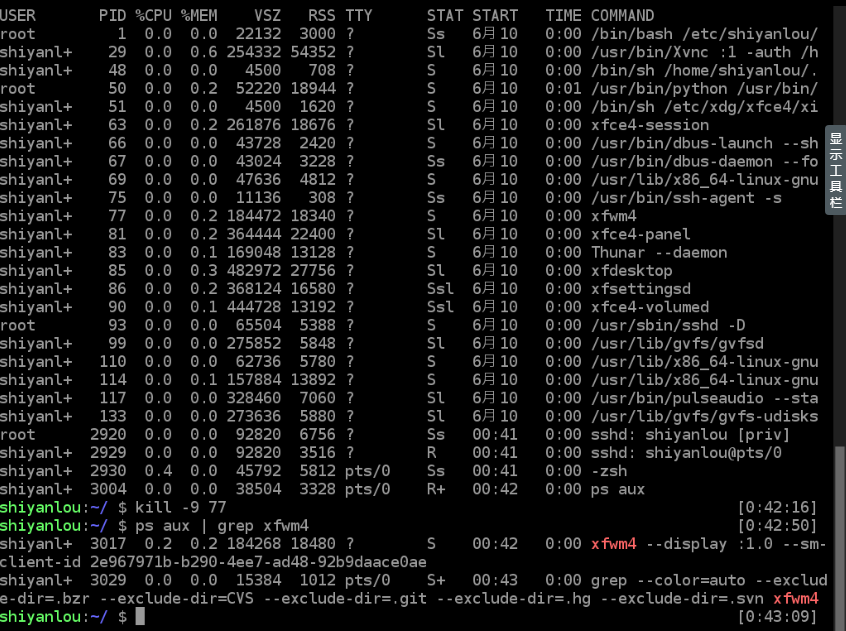 USER       PID %CPU %MEM    VSZ   RSS TTY      STAT START   TIME COMMAND
root         1  0.0  0.0  22132  3000 ?        Ss   6月10   0:00 /bin/bash /etc/shiyanlou/
shiyanl+    29  0.0  0.6 254332 54352 ?        Sl   6月10   0:00 /usr/bin/Xvnc :1 -auth /h
shiyanl+    48  0.0  0.0   4500   708 ?        S    6月10   0:00 /bin/sh /home/shiyanlou/.
root        50  0.0  0.2  52220 18944 ?        S    6月10   0:01 /usr/bin/python /usr/bin/
shiyanl+    51  0.0  0.0   4500  1620 ?        S    6月10   0:00 /bin/sh /etc/xdg/xfce4/xi
shiyanl+    63  0.0  0.2 261876 18676 ?        Sl   6月10   0:00 xfce4-session
shiyanl+    66  0.0  0.0  43728  2420 ?        S    6月10   0:00 /usr/bin/dbus-launch --sh
shiyanl+    67  0.0  0.0  43024  3228 ?        Ss   6月10   0:00 /usr/bin/dbus-daemon --fo
shiyanl+    69  0.0  0.0  47636  4812 ?        S    6月10   0:00 /usr/lib/x86_64-linux-gnu
shiyanl+    75  0.0  0.0  11136   308 ?        Ss   6月10   0:00 /usr/bin/ssh-agent -s
shiyanl+    77  0.0  0.2 184472 18340 ?        S    6月10   0:00 xfwm4
shiyanl+    81  0.0  0.2 364444 22400 ?        Sl   6月10   0:00 xfce4-panel
shiyanl+    83  0.0  0.1 169048 13128 ?        S    6月10   0:00 Thunar --daemon
shiyanl+    85  0.0  0.3 482972 27756 ?        Sl   6月10   0:00 xfdesktop
shiyanl+    86  0.0  0.2 368124 16580 ?        Ssl  6月10   0:00 xfsettingsd
shiyanl+    90  0.0  0.1 444728 13192 ?        Ssl  6月10   0:00 xfce4-volumed
root        93  0.0  0.0  65504  5388 ?        S    6月10   0:00 /usr/sbin/sshd -D
shiyanl+    99  0.0  0.0 275852  5848 ?        Sl   6月10   0:00 /usr/lib/gvfs/gvfsd
shiyanl+   110  0.0  0.0  62736  5780 ?        S    6月10   0:00 /usr/lib/x86_64-linux-gnu
shiyanl+   114  0.0  0.1 157884 13892 ?        S    6月10   0:00 /usr/lib/x86_64-linux-gnu
shiyanl+   117  0.0  0.0 328460  7060 ?        Sl   6月10   0:00 /usr/bin/pulseaudio --sta
shiyanl+   133  0.0  0.0 273636  5880 ?        Sl   6月10   0:00 /usr/lib/gvfs/gvfs-udisks
root      2920  0.0  0.0  92820  6756 ?        Ss   00:41   0:00 sshd: shiyanlou [priv]
shiyanl+  2929  0.0  0.0  92820  3516 ?        R    00:41   0:00 sshd: shiyanlou@pts/0
shiyanl+  2930  0.4  0.0  45792  5812 pts/0    Ss   00:41   0:00 -zsh
shiyanl+  3004  0.0  0.0  38504  3328 pts/0    R+   00:42   0:00 ps aux
shiyanlou:~/ $ kill -9 77                                                        [0:42:16]
shiyanlou:~/ $ ps aux | grep xfwm4                                               [0:42:50]
shiyanl+  3017  0.2  0.2 184268 18480 ?        S    00:42   0:00 xfwm4 --display :1.0 --sm-
client-id 2e967971b-b290-4ee7-ad48-92b9daace0ae
shiyanl+  3029  0.0  0.0  15384  1012 pts/0    S+   00:43   0:00 grep --color=auto --exclud
e-dir=.bzr --exclude-dir=CVS --exclude-dir=.git --exclude-dir=.hg --exclude-dir=.svn xfwm4
shiyanlou:~/ $                                                                   [0:43:09]
显示工具栏